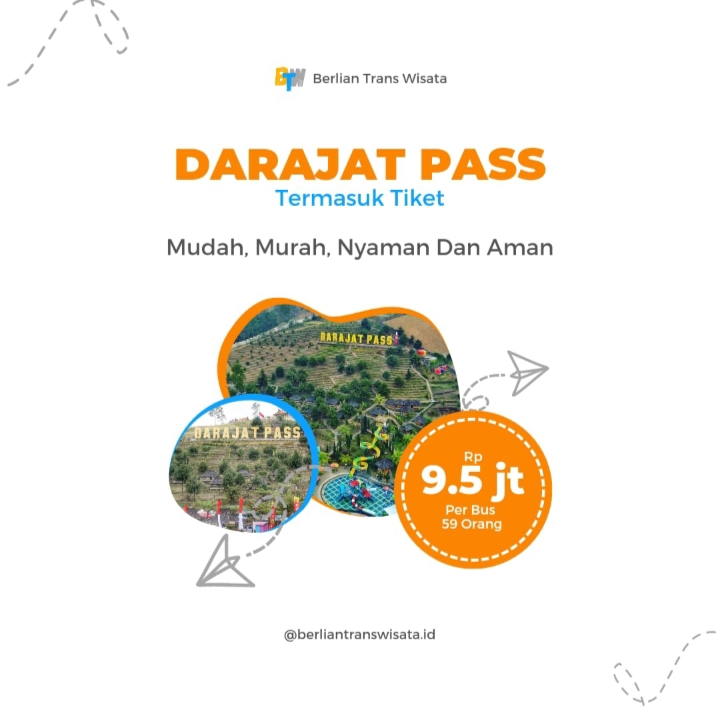 BTW Berlian Trans Wisata
DARAJAT PASS
Termasuk Tiket
Mudah, Murah, Nyaman Dan Aman
DARAJAT PASS
DARAJAT PASS
Rp
9.5 jt
Per Bus
59 Orang
@berliantranswisata.id